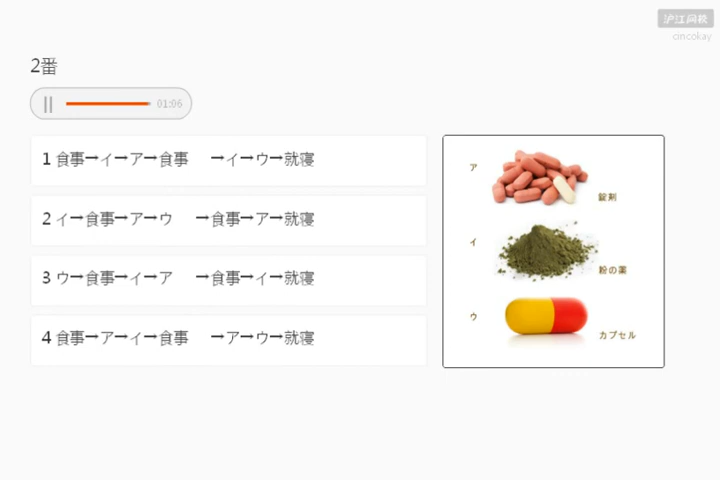 沪江网校
cincokay
2番
01:06
1 食事→イ→ア→食事 →イ→ウ→就寝
2 イ→食事→ア→ウ →食事→ア→就寝
3 ウ→食事→イ→ア →食事→イ→就寝
4 食事→ア→イ→食事 →ア→ウ→就寝
ア
錠剤
イ
粉の薬
ウ
カプセル